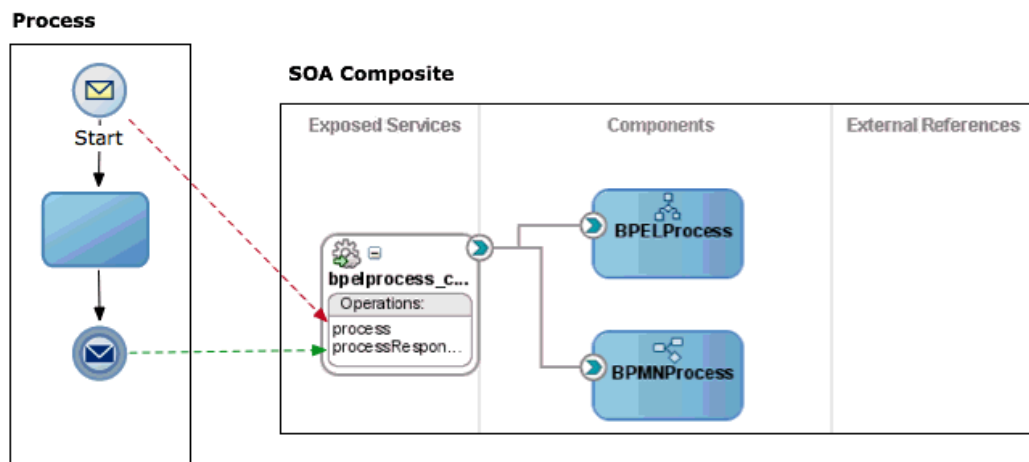 Process
Start
SOA Composite
Exposed Services
Components
External References
bpelprocess_c...
Operations:
process
processRespon...
BPELProcess
BPMNProcess